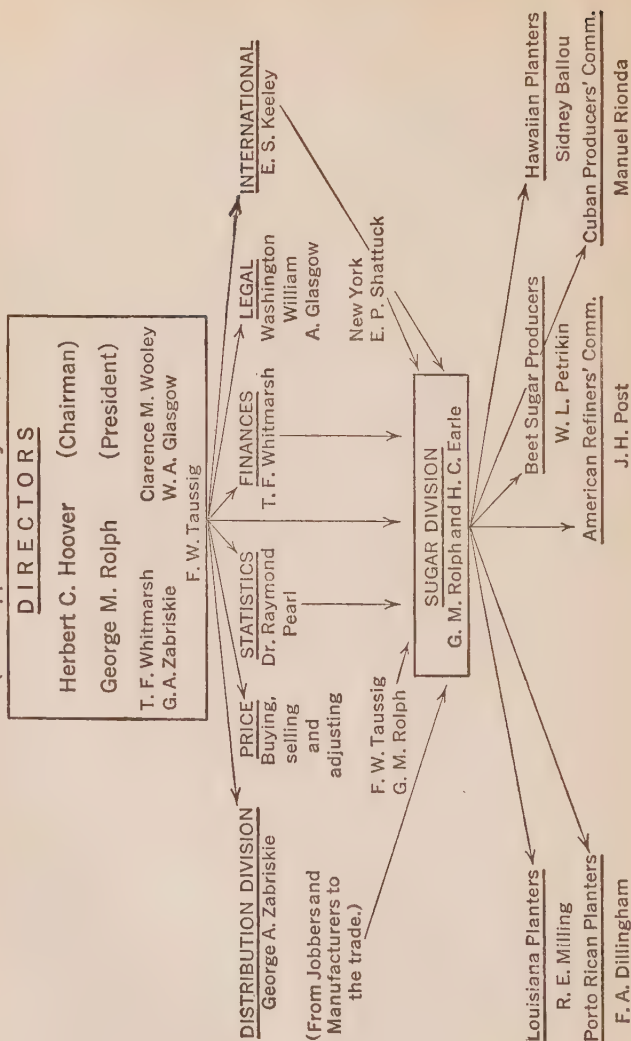 DIRECTORS
Herbert C. Hoover (Chairman)
George M. Rolph (President)
T. F. Whitmarsh Clarence M. Wooley
G. A. Zabriskie W. A. Glasgow
F. W. Taussig
DISTRIBUTION DIVISION
George A. Zabriskie
(From Jobbers and
Manufacturers to
the trade.)
PRICE
Buying,
selling
and
adjusting
F. W. Taussig
G. M. Rolph
STATISTICS
Dr. Raymond
Pearl
FINANCES
T. F. Whitmarsh
LEGAL
Washington
William
A. Glasgow
New York
E. P. Shattuck
INTERNATIONAL
E. S. Keeley
SUGAR DIVISION
G. M. Rolph and H. C. Earle
Louisiana Planters
R. E. Milling
Porto Rican Planters
F. A. Dillingham
Beet Sugar Producers
W. L. Petrikin
American Refiners' Comm.
J. H. Post
Hawaiian Planters
Sidney Ballou
Cuban Producers' Comm.
Manuel Rionda